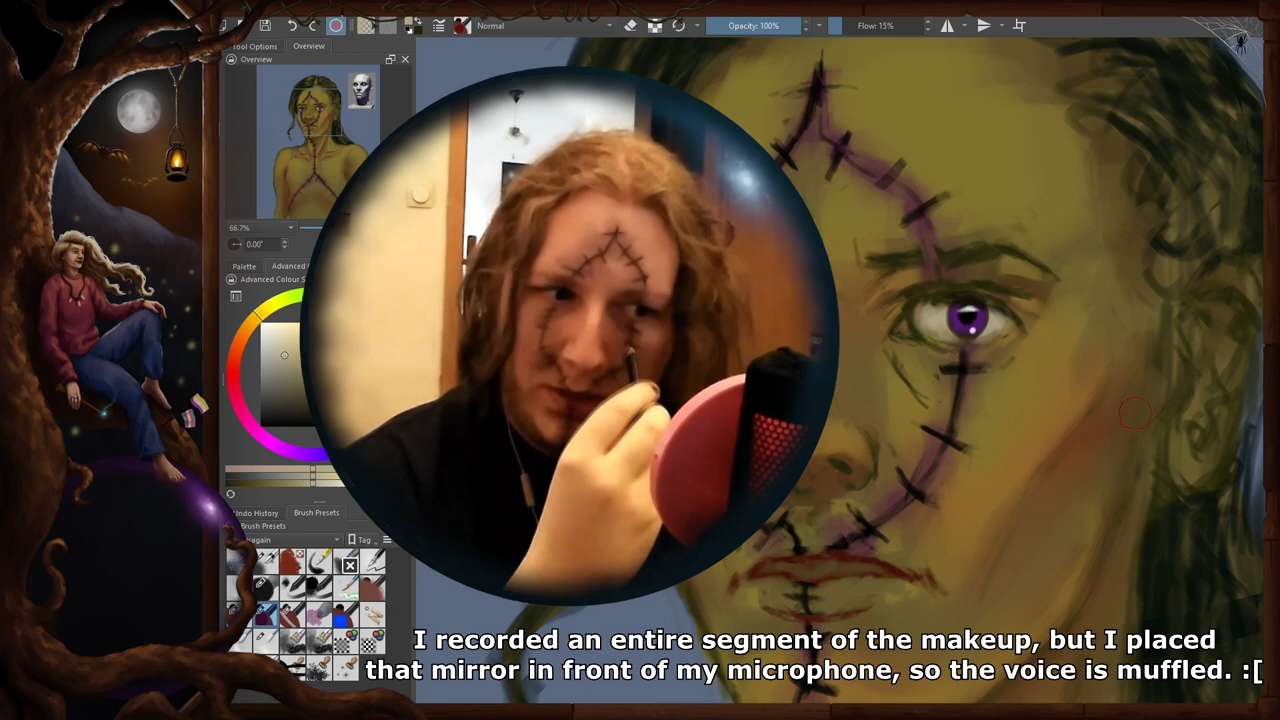 Normal
Opacity: 100%
Flow: 15%
Tool Options
Overview
Overview
66.7%
0.00°
Palette
Advanced
Advanced Colour S
Undo History
Brush Presets
Brush Presets
Tag
I recorded an entire segment of the makeup, but I placed
that mirror in front of my microphone, so the voice is muffled. :[